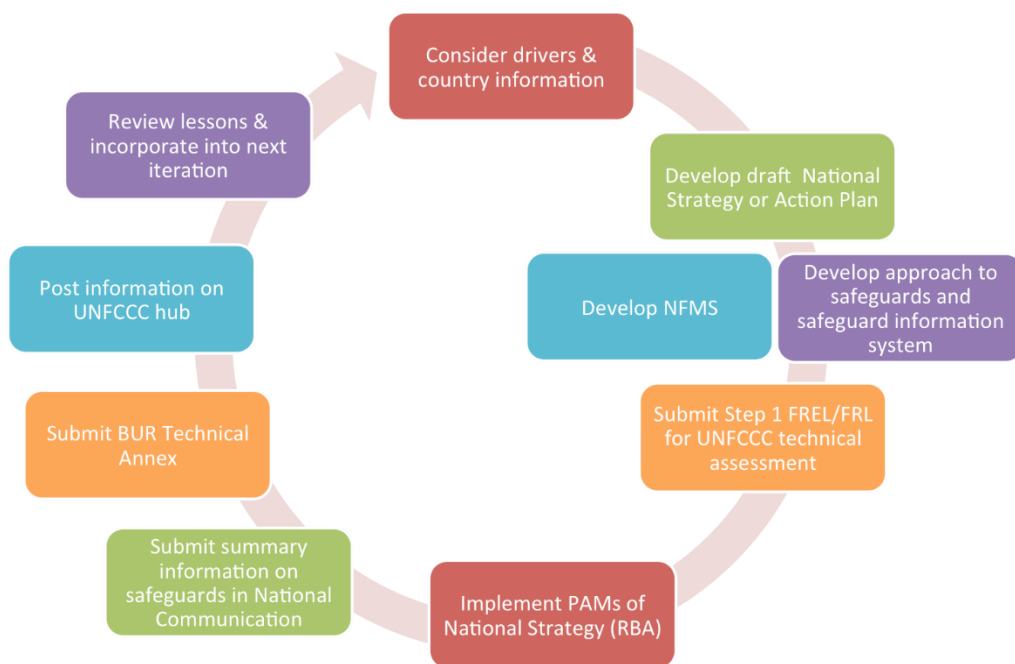 Consider drivers &
country information
Develop draft National
Strategy or Action Plan
Develop NFMS
Develop approach to
safeguards and
safeguard information
system
Submit Step 1 FREL/FRL
for UNFCCC technical
assessment
Implement PAMs of
National Strategy (RBA)
Submit summary
information on
safeguards in National
Communication
Submit BUR Technical
Annex
Post information on
UNFCCC hub
Review lessons &
incorporate into next
iteration